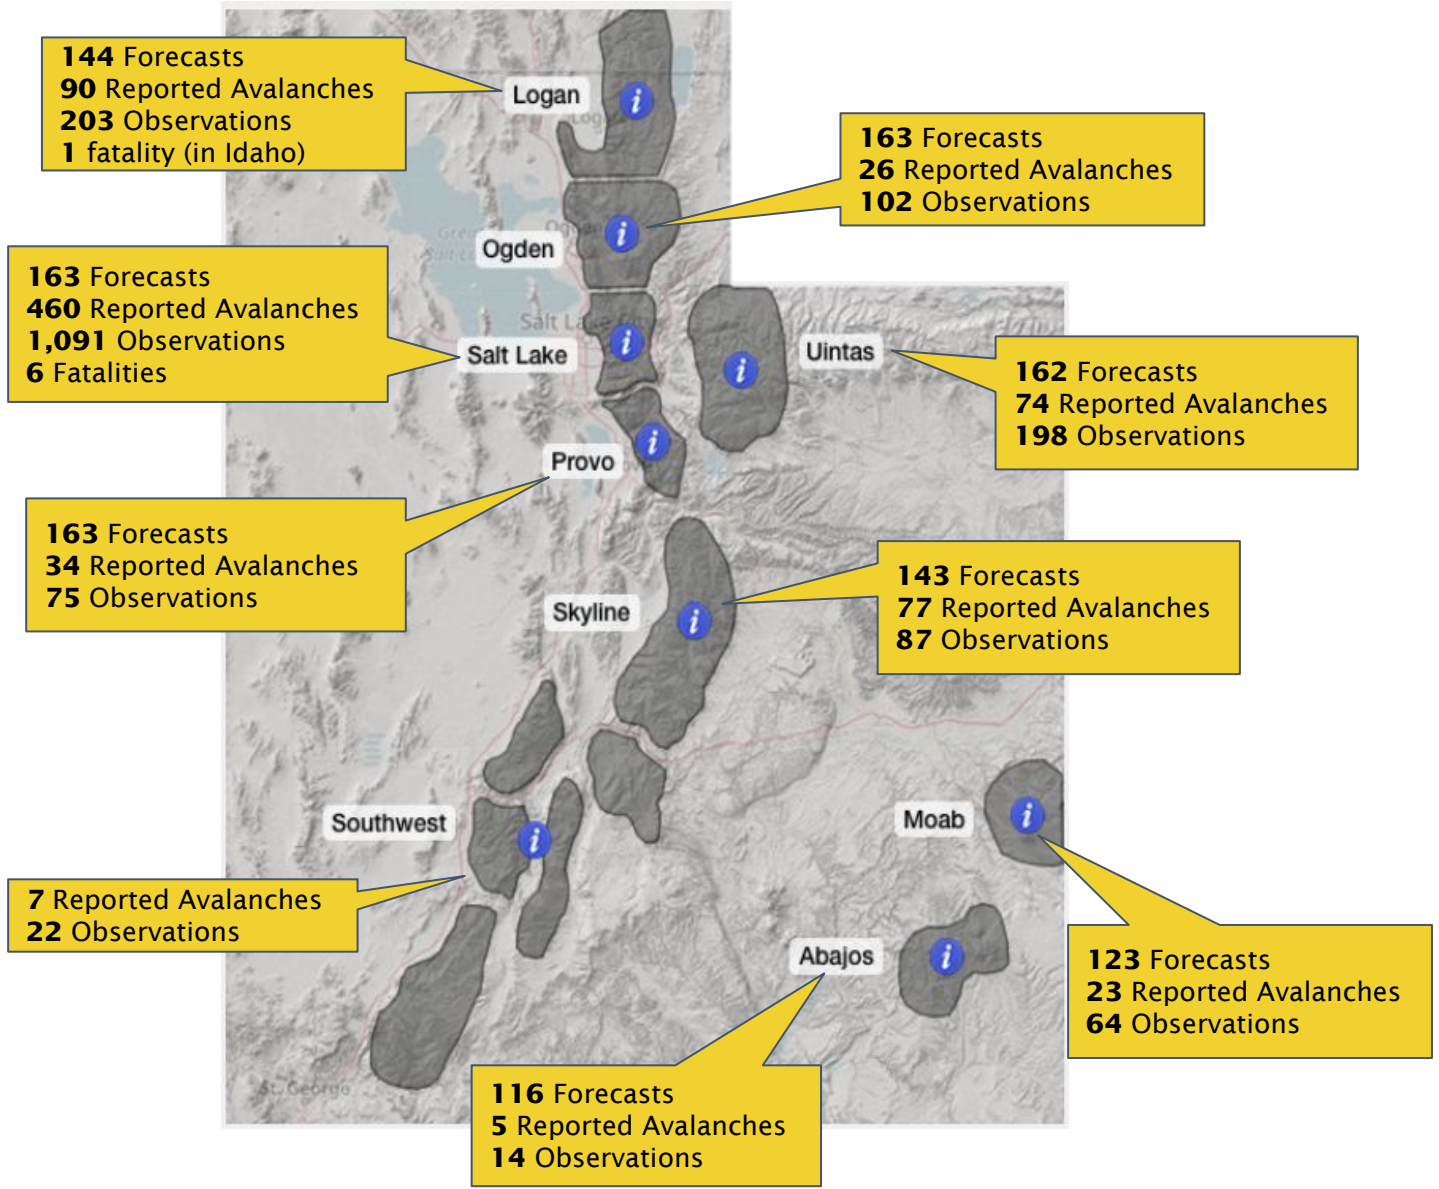 144 Forecasts
90 Reported Avalanches
203 Observations
1 fatality (in Idaho)
Logan
163 Forecasts
26 Reported Avalanches
102 Observations
Ogden
163 Forecasts
460 Reported Avalanches
1,091 Observations
6 Fatalities
Salt Lake
Uintas
162 Forecasts
74 Reported Avalanches
198 Observations
Provo
163 Forecasts
34 Reported Avalanches
75 Observations
Skyline
143 Forecasts
77 Reported Avalanches
87 Observations
Southwest
7 Reported Avalanches
22 Observations
Moab
123 Forecasts
23 Reported Avalanches
64 Observations
Abajos
116 Forecasts
5 Reported Avalanches
14 Observations
St. George
i
i
i
i
i
i
i
i
i